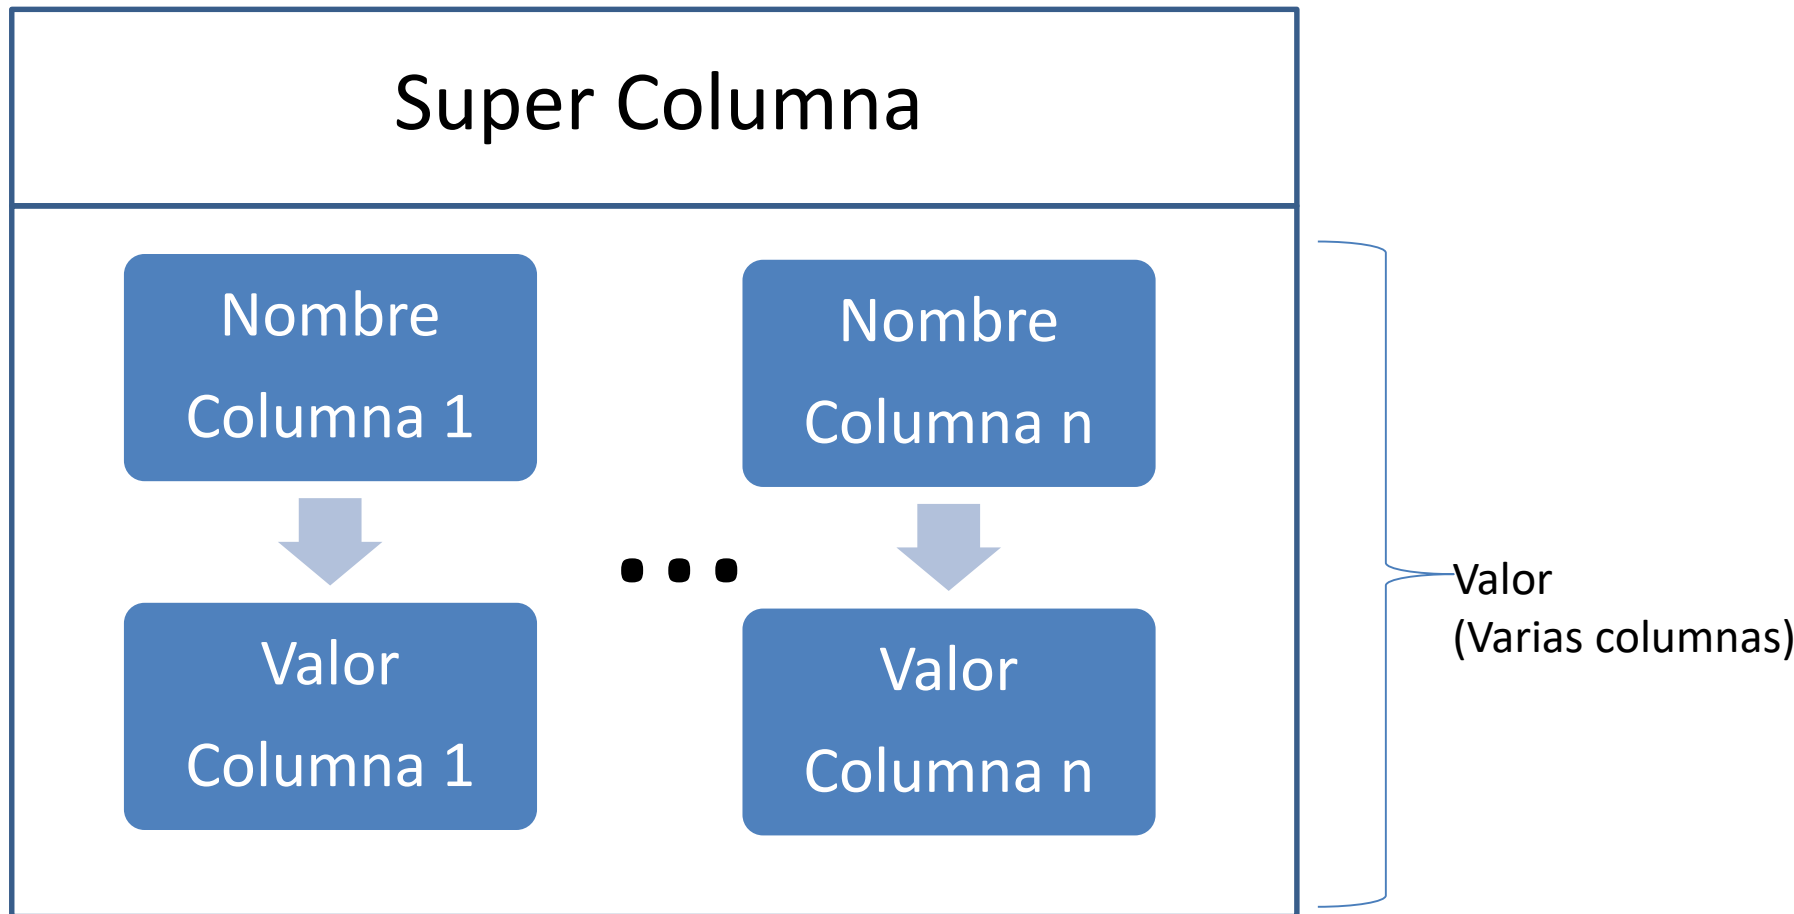 Super Columna
Nombre
Columna 1
Nombre
Columna n
...
Valor
Columna 1
Valor
Columna n
Valor
(Varias columnas)